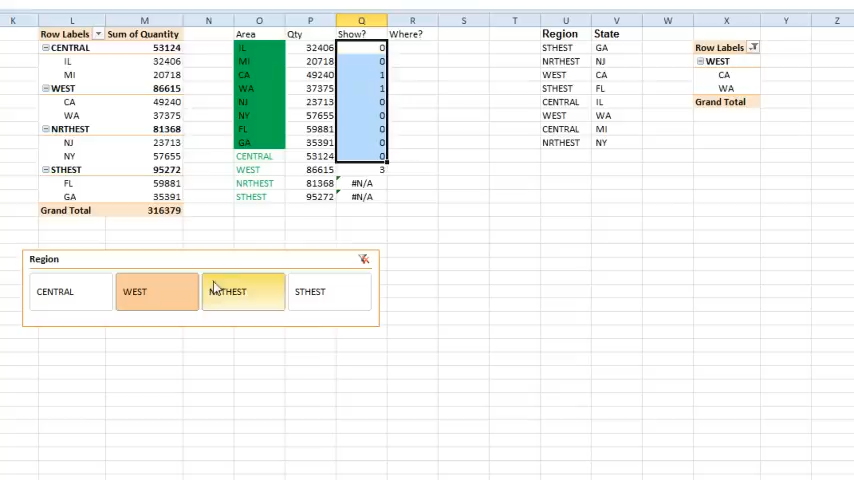 K L M N O P Q R S T U V W X Y Z
Row Labels Sum of Quantity Area Qty Show? Where? Region State
CENTRAL 53124 IL 32406 0 STHEST GA Row Labels
IL 32406 MI 20718 0 NRTHEST NJ WEST
MI 20718 CA 49240 1 WEST CA CA
WEST 86615 WA 37375 1 STHEST FL WA
CA 49240 NJ 23713 0 CENTRAL IL Grand Total
WA 37375 NY 57655 0 WEST WA
NRTHEST 81368 FL 59881 0 CENTRAL MI
NJ 23713 GA 35391 0 NRTHEST NY
NY 57655 CENTRAL 53124 0
STHEST 95272 WEST 86615 3
FL 59881 NRTHEST 81368 #N/A
GA 35391 STHEST 95272 #N/A
Grand Total 316379
Region
CENTRAL WEST NRTHEST STHEST